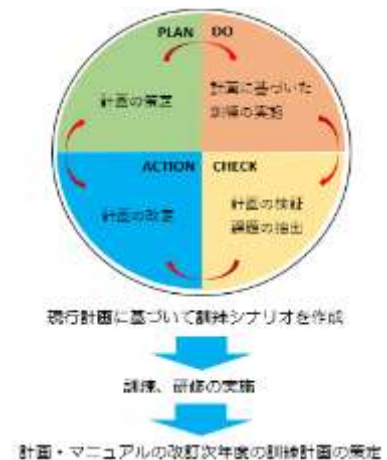 PLAN DO
計画の策定
計画に基づいた
訓練の実施
ACTION CHECK
計画の改定
計画の検証
課題の抽出
現行計画に基づいて訓練シナリオを作成
訓練、研修の実施
計画・マニュアルの改訂次年度の訓練計画の策定